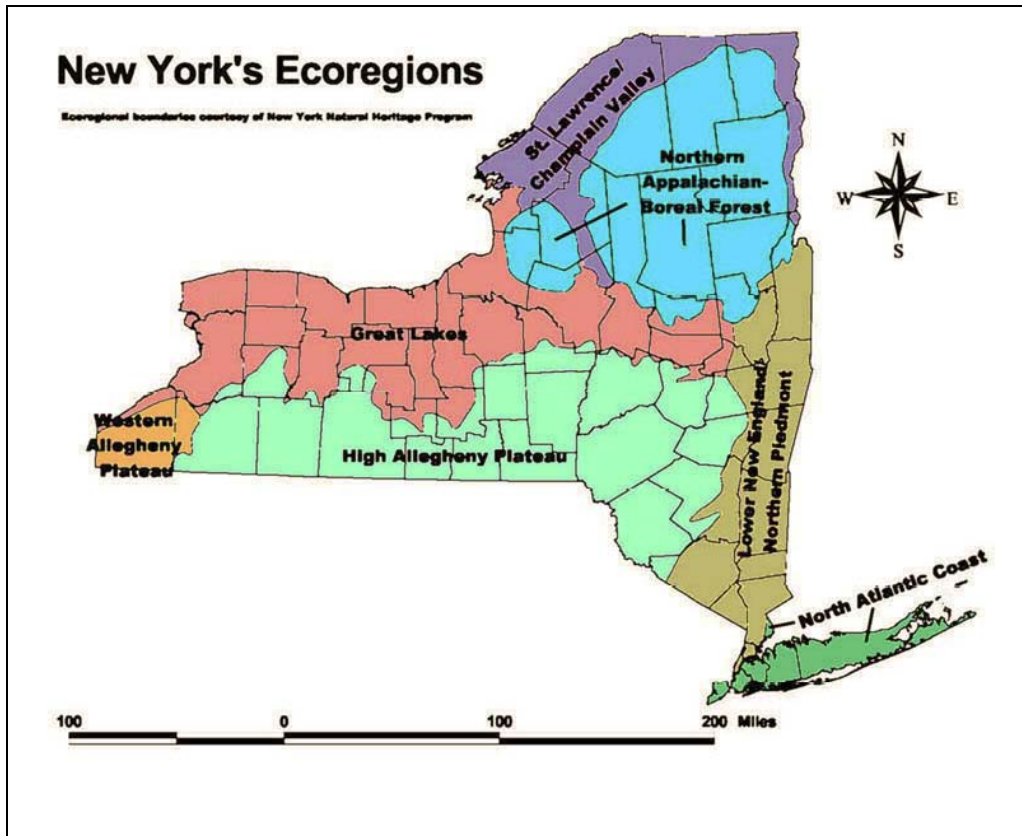 New York's Ecoregions
Ecoregional boundaries courtesy of New York Natural Heritage Program
St. Lawrence/
Champlain Valley
Northern
Appalachian-
Boreal Forest
N
W
E
S
Great Lakes
Western
Allegheny
Plateau
High Allegheny Plateau
Lower New England/
Northern Piedmont
North Atlantic Coast
100 0 100 200 Miles